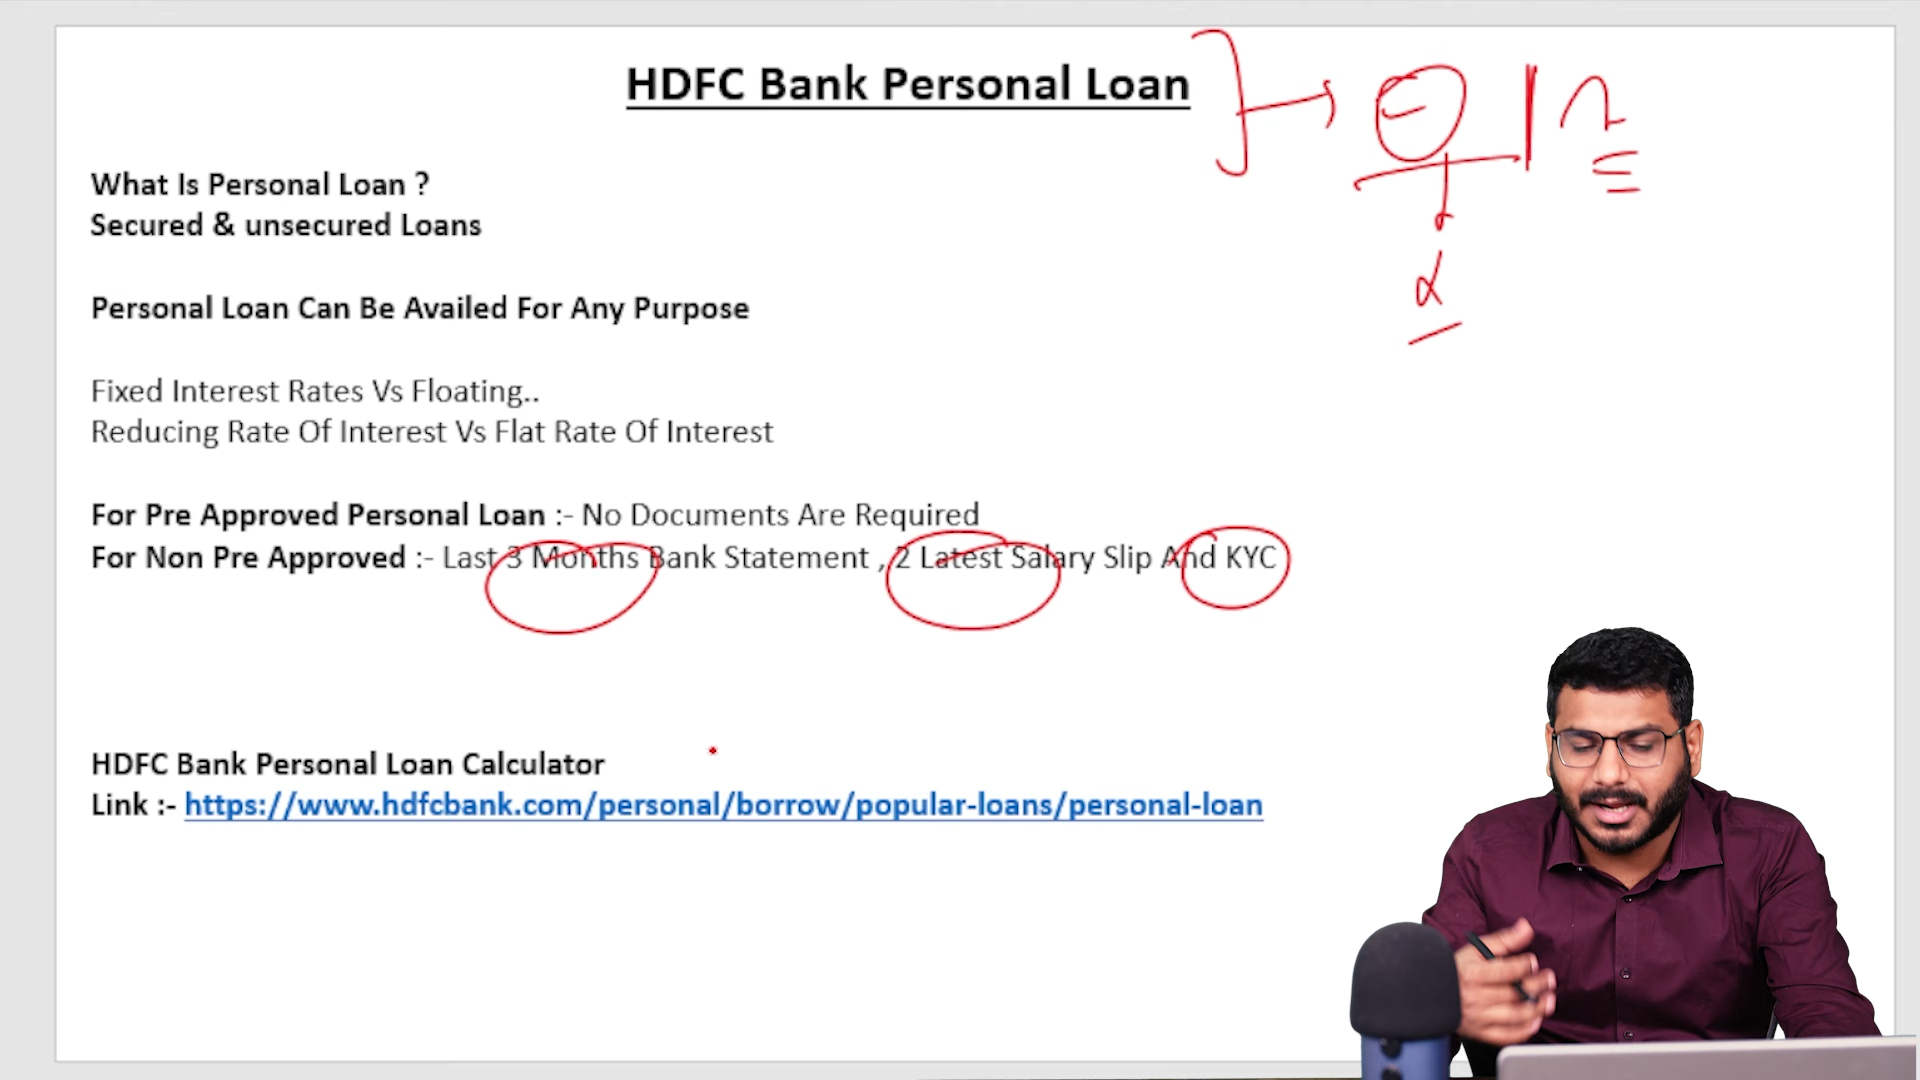 HDFC Bank Personal Loan
What Is Personal Loan ?
Secured & unsecured Loans
Personal Loan Can Be Availed For Any Purpose
Fixed Interest Rates Vs Floating..
Reducing Rate Of Interest Vs Flat Rate Of Interest
For Pre Approved Personal Loan :- No Documents Are Required
For Non Pre Approved :- Last 3 Months Bank Statement , 2 Latest Salary Slip And KYC
HDFC Bank Personal Loan Calculator
Link :- https://www.hdfcbank.com/personal/borrow/popular-loans/personal-loan